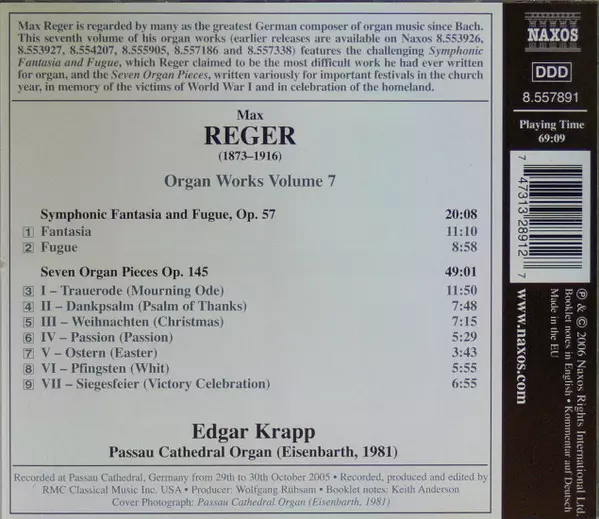 Max Reger is regarded by many as the greatest German composer of organ music since Bach.
This seventh volume of his organ works (earlier releases are available on Naxos 8.553926,
8.553927, 8.554207, 8.555905, 8.557186 and 8.557338) features the challenging Symphonic
Fantasia and Fugue, which Reger claimed to be the most difficult work he had ever written
for organ, and the Seven Organ Pieces, written variously for important festivals in the church
year, in memory of the victims of World War I and in celebration of the homeland.
Max
REGER
(1873–1916)
Organ Works Volume 7
Symphonic Fantasia and Fugue, Op. 57 20:08
1 Fantasia 11:10
2 Fugue 8:58
Seven Organ Pieces Op. 145 49:01
3 I – Trauerode (Mourning Ode) 11:50
4 II – Dankpsalm (Psalm of Thanks) 7:48
5 III – Weihnachten (Christmas) 7:15
6 IV – Passion (Passion) 5:29
7 V – Ostern (Easter) 3:43
8 VI – Pfingsten (Whit) 5:55
9 VII – Siegesfeier (Victory Celebration) 6:55
Edgar Krapp
Passau Cathedral Organ (Eisenbarth, 1981)
Recorded at Passau Cathedral, Germany from 29th to 30th October 2005 • Recorded, produced and edited by
RMC Classical Music Inc. USA • Producer: Wolfgang Rübsam • Booklet notes: Keith Anderson
Cover Photograph: Passau Cathedral Organ (Eisenbarth, 1981)
NAXOS
DDD
8.557891
Playing Time
69:09
7 47313 28912 7
www.naxos.com
℗ & © 2006 Naxos Rights International Ltd.
Booklet notes in English • Kommentar auf Deutsch
Made in the EU